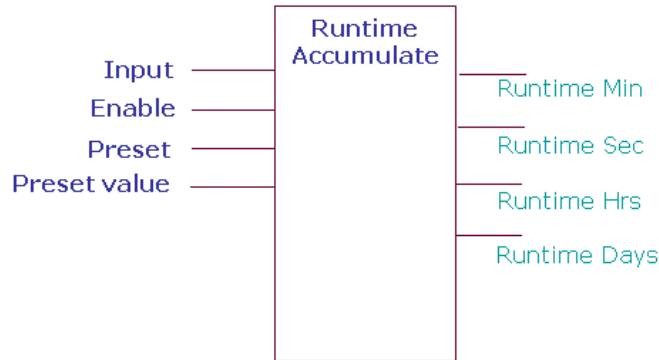 Runtime
Accumulate
Input
Enable
Preset
Preset value
Runtime Min
Runtime Sec
Runtime Hrs
Runtime Days